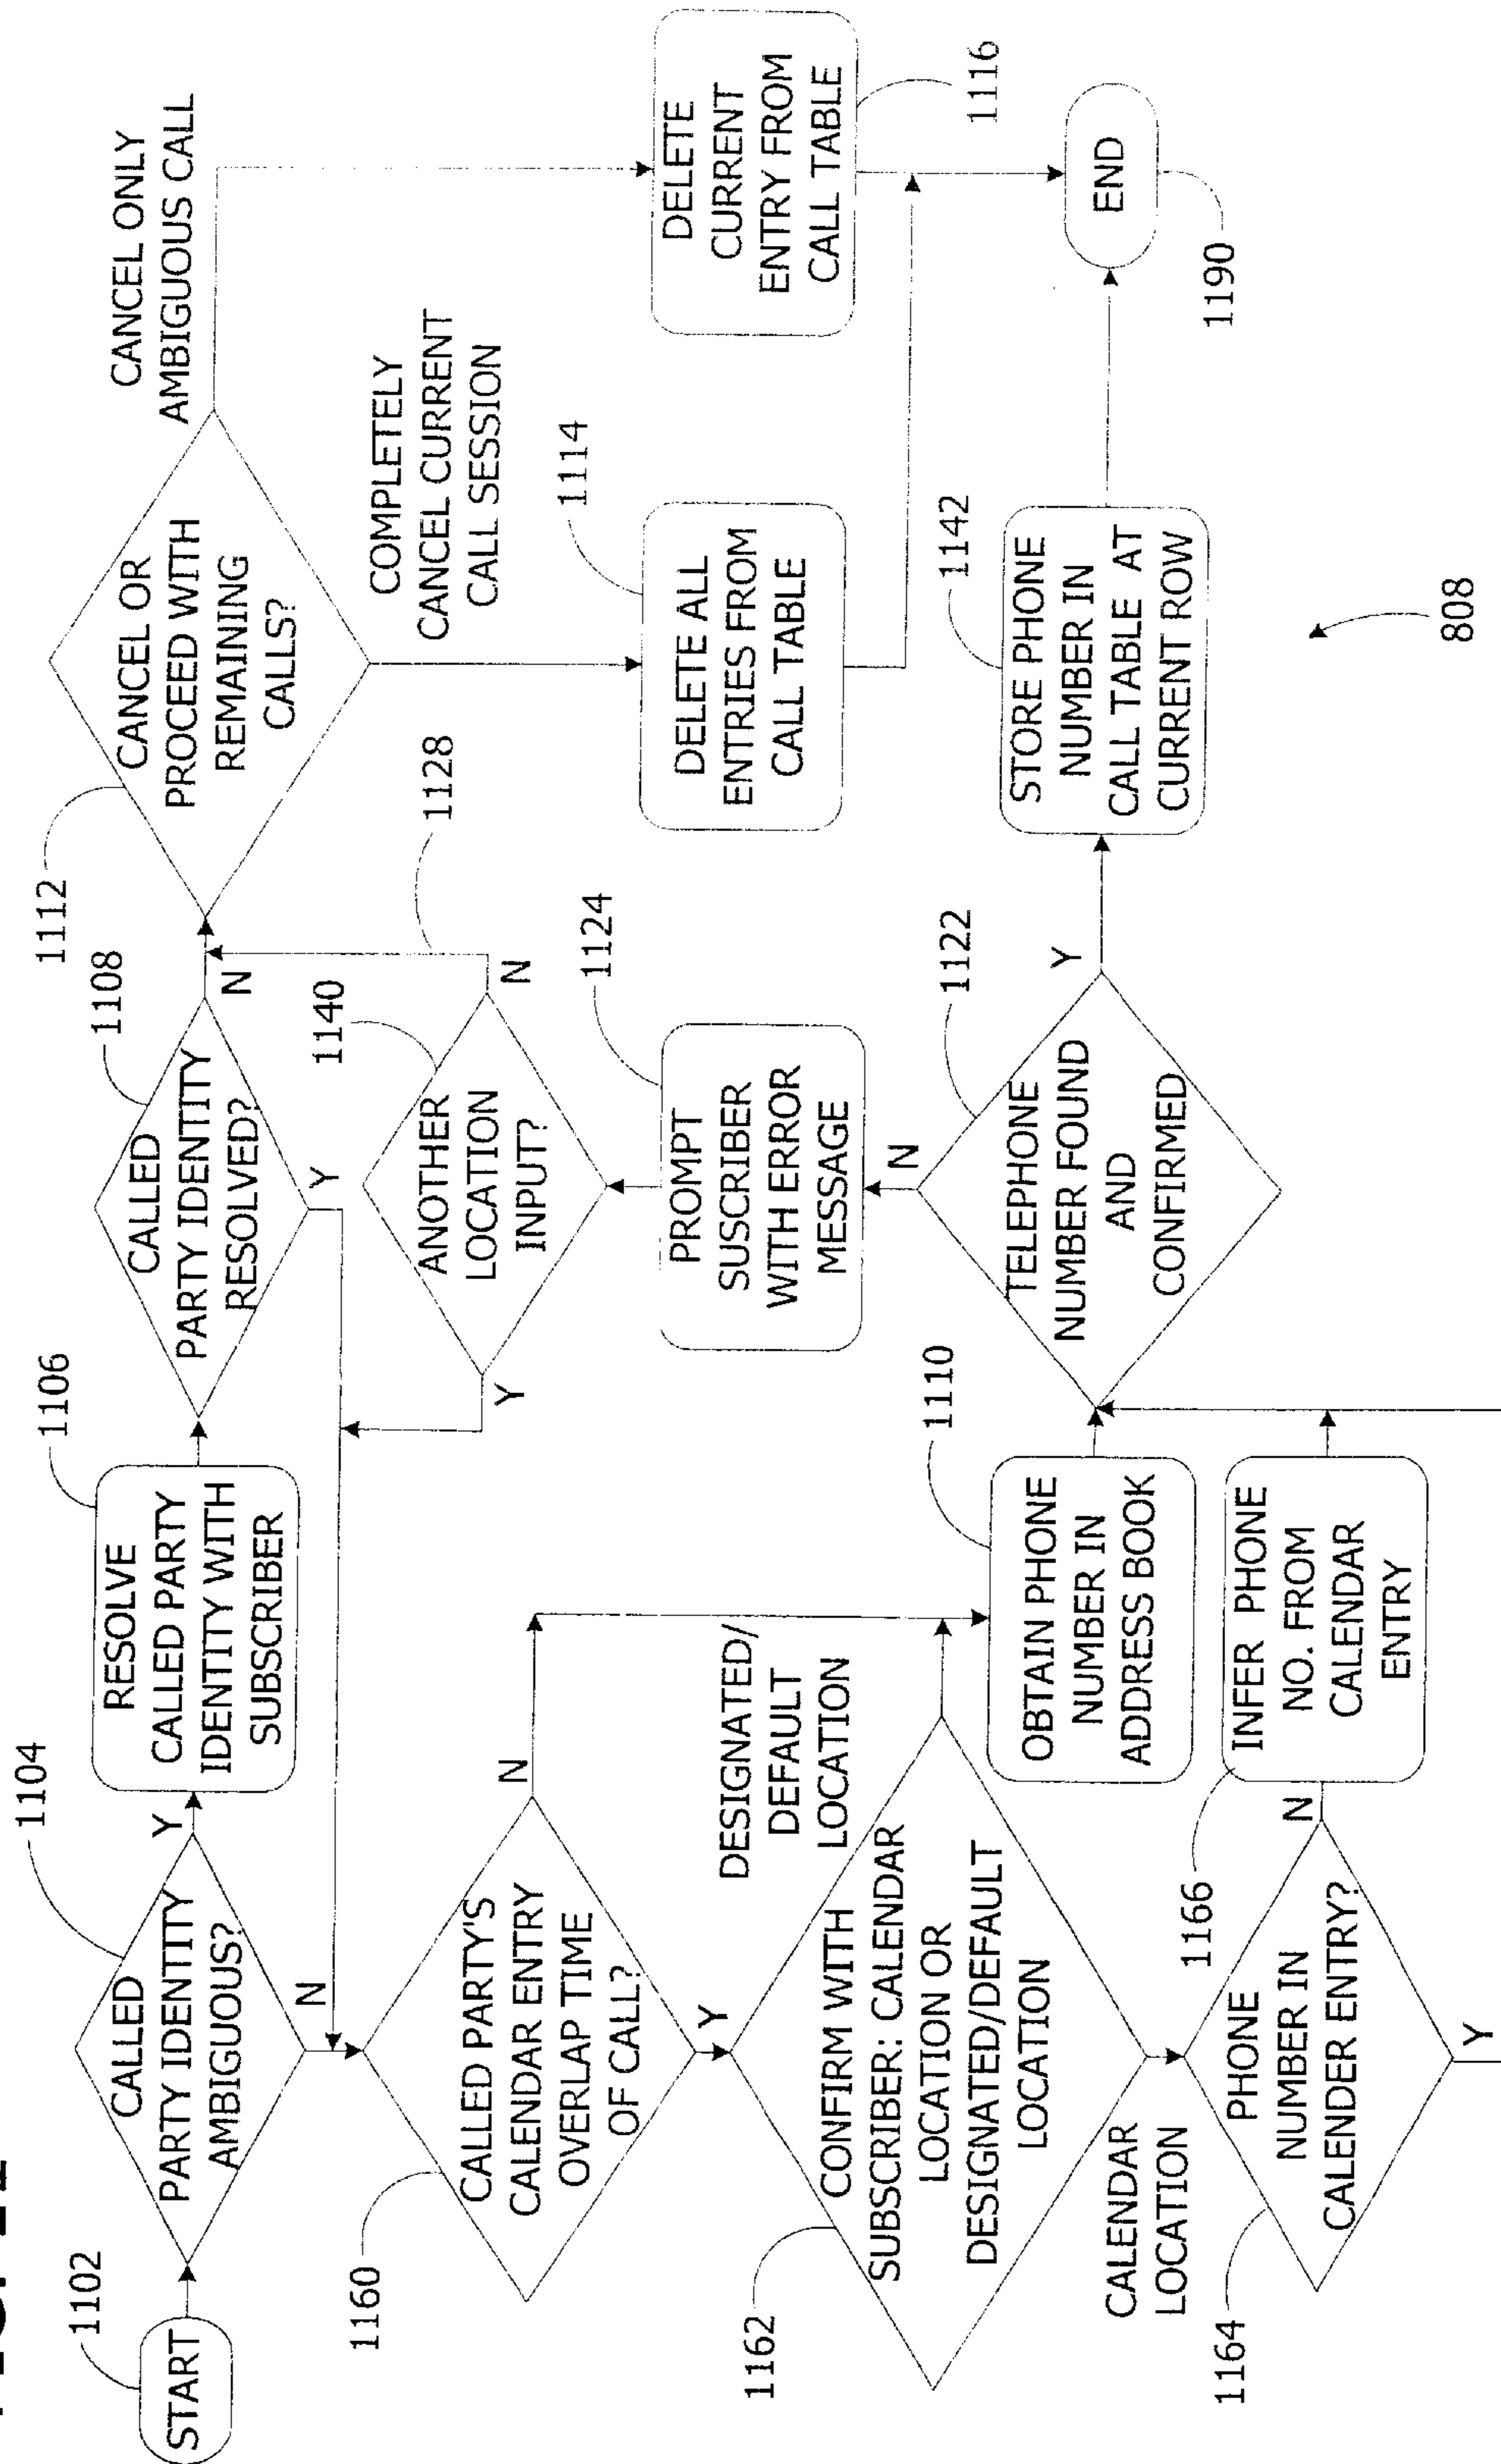 1102
START
1104
CALLED
PARTY IDENTITY
AMBIGUOUS?
Y
N
1106
RESOLVE
CALLED PARTY
IDENTITY WITH
SUBSCRIBER
1108
CALLED
PARTY IDENTITY
RESOLVED?
N
Y
1112
CANCEL OR
PROCEED WITH
REMAINING
CALLS?
CANCEL ONLY
AMBIGUOUS CALL
COMPLETELY
CANCEL CURRENT
CALL SESSION
1160
CALLED PARTY'S
CALENDAR ENTRY
OVERLAP TIME
OF CALL?
N
Y
1140
ANOTHER
LOCATION
INPUT?
N
Y
1128
1114
DELETE ALL
ENTRIES FROM
CALL TABLE
DELETE
CURRENT
ENTRY FROM
CALL TABLE
1116
1124
PROMPT
SUSCRIBER
WITH ERROR
MESSAGE
1162
CONFIRM WITH
SUBSCRIBER: CALENDAR
LOCATION OR
DESIGNATED/DEFAULT
LOCATION
DESIGNATED/
DEFAULT
LOCATION
CALENDAR
LOCATION
1110
OBTAIN PHONE
NUMBER IN
ADDRESS BOOK
1122
TELEPHONE
NUMBER FOUND
AND
CONFIRMED
N
Y
1142
STORE PHONE
NUMBER IN
CALL TABLE AT
CURRENT ROW
END
1190
1164
PHONE
NUMBER IN
CALENDER ENTRY?
N
Y
1166
INFER PHONE
NO. FROM
CALENDAR
ENTRY
808